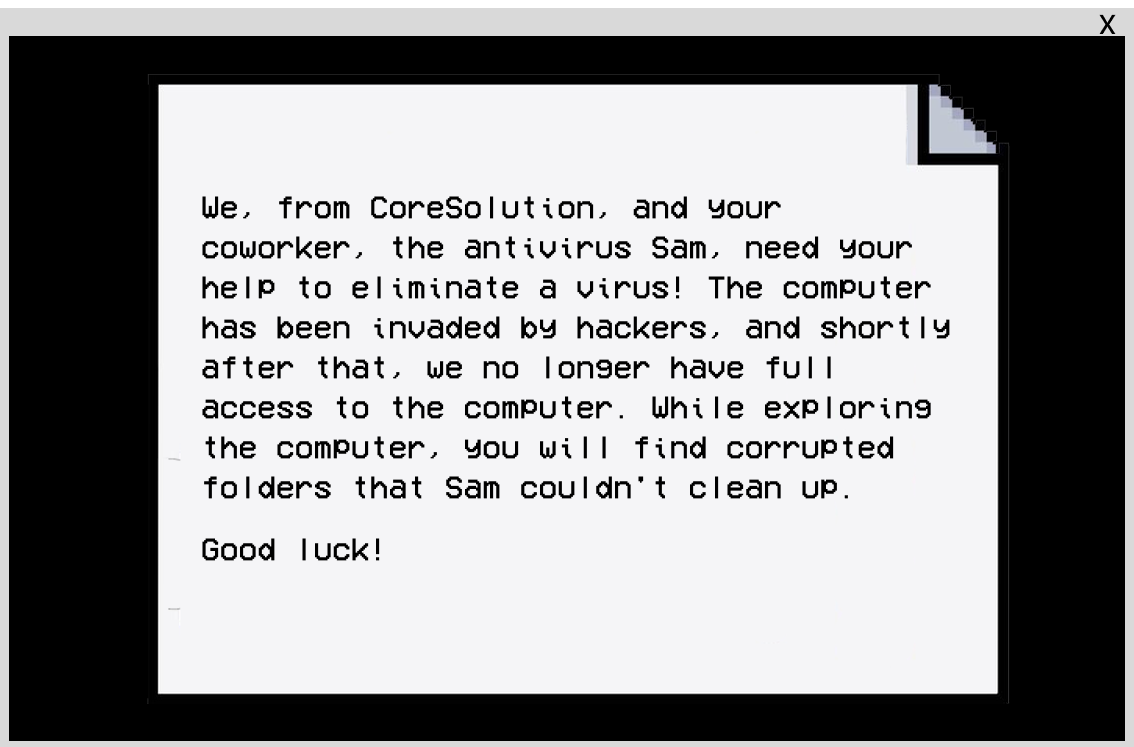 X
We, from CoreSolution, and your
coworker, the antivirus Sam, need your
help to eliminate a virus! The computer
has been invaded by hackers, and shortly
after that, we no longer have full
access to the computer. While exploring
the computer, you will find corrupted
folders that Sam couldn't clean up.
Good luck!